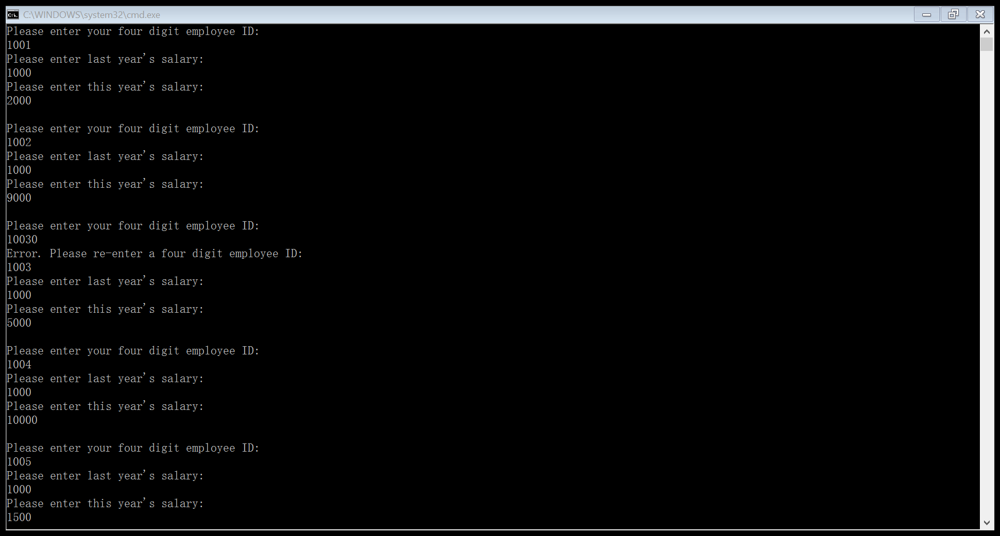 C:\WINDOWS\system32\cmd.exe
Please enter your four digit employee ID:
1001
Please enter last year's salary:
1000
Please enter this year's salary:
2000
Please enter your four digit employee ID:
1002
Please enter last year's salary:
1000
Please enter this year's salary:
9000
Please enter your four digit employee ID:
10030
Error. Please re-enter a four digit employee ID:
1003
Please enter last year's salary:
1000
Please enter this year's salary:
5000
Please enter your four digit employee ID:
1004
Please enter last year's salary:
1000
Please enter this year's salary:
10000
Please enter your four digit employee ID:
1005
Please enter last year's salary:
1000
Please enter this year's salary:
1500